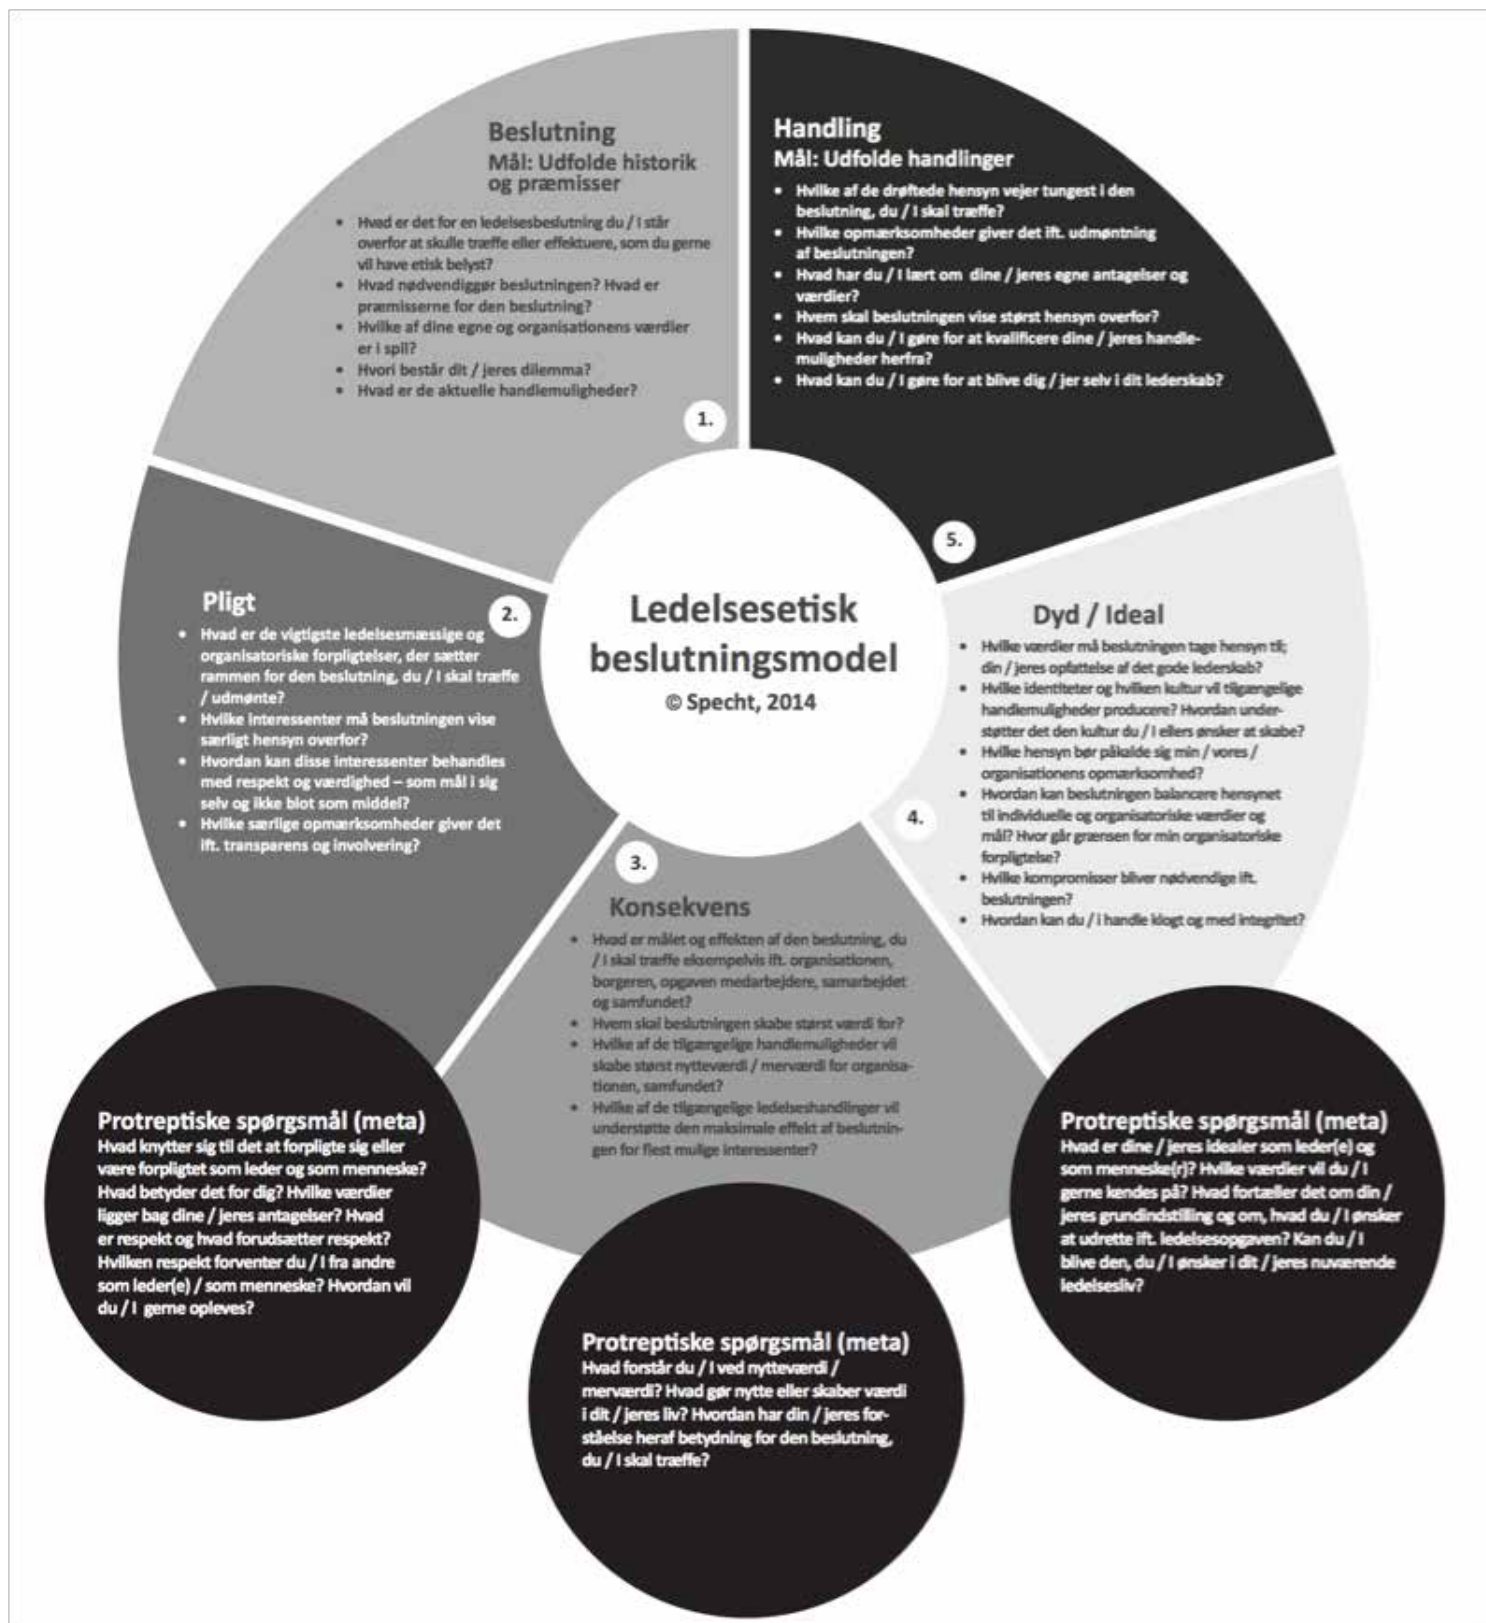 Ledelsesetisk
beslutningsmodel
© Specht, 2014
Beslutning
Mål: Udfolde historik
og præmisser
• Hvad er det for en ledelsesbeslutning du / I står
overfor at skulle træffe eller effektuere, som du gerne
vil have etisk belyst?
• Hvad nødvendiggør beslutningen? Hvad er
præmisserne for den beslutning?
• Hvilke af dine egne og organisationens værdier
er i spil?
• Hvori består dit / jeres dilemma?
• Hvad er de aktuelle handlemuligheder?
1.
Pligt
2.
• Hvad er de vigtigste ledelsesmæssige og
organisatoriske forpligtelser, der sætter
rammen for den beslutning, du / I skal træffe
/ udmønte?
• Hvilke interessenter må beslutningen vise
særligt hensyn overfor?
• Hvordan kan disse interessenter behandles
med respekt og værdighed – som mål i sig
selv og ikke blot som middel?
• Hvilke særlige opmærksomheder giver det
ift. transparens og involvering?
3.
Konsekvens
• Hvad er målet og effekten af den beslutning, du
/ I skal træffe eksempelvis ift. organisationen,
borgeren, opgaven medarbejdere, samarbejdet
og samfundet?
• Hvem skal beslutningen skabe størst værdi for?
• Hvilke af de tilgængelige handlemuligheder vil
skabe størst nytteværdi / merværdi for organisa-
tionen, samfundet?
• Hvilke af de tilgængelige ledelseshandlinger vil
understøtte den maksimale effekt af beslutnin-
gen for flest mulige interessenter?
4.
Dyd / Ideal
• Hvilke værdier må beslutningen tage hensyn til;
din / jeres opfattelse af det gode lederskab?
• Hvilke identiteter og hvilken kultur vil tilgængelige
handlemuligheder producere? Hvordan under-
støtter det den kultur du / I ellers ønsker at skabe?
• Hvilke hensyn bør påkalde sig min / vores /
organisationens opmærksomhed?
• Hvordan kan beslutningen balancere hensynet
til individuelle og organisatoriske værdier og
mål? Hvor går grænsen for min organisatoriske
forpligtelse?
• Hvilke kompromisser bliver nødvendige ift.
beslutningen?
• Hvordan kan du / i handle klogt og med integritet?
5.
Handling
Mål: Udfolde handlinger
• Hvilke af de drøftede hensyn vejer tungest i den
beslutning, du / I skal træffe?
• Hvilke opmærksomheder giver det ift. udmøntning
af beslutningen?
• Hvad har du / I lært om dine / jeres egne antagelser og
værdier?
• Hvem skal beslutningen vise størst hensyn overfor?
• Hvad kan du / I gøre for at kvalificere dine / jeres handle-
muligheder herfra?
• Hvad kan du / I gøre for at blive dig / jer selv i dit lederskab?
Protreptiske spørgsmål (meta)
Hvad knytter sig til det at forpligte sig eller
være forpligtet som leder og som menneske?
Hvad betyder det for dig? Hvilke værdier
ligger bag dine / jeres antagelser? Hvad
er respekt og hvad forudsætter respekt?
Hvilken respekt forventer du / I fra andre
som leder(e) / som menneske? Hvordan vil
du / I gerne opleves?
Protreptiske spørgsmål (meta)
Hvad forstår du / I ved nytteværdi /
merværdi? Hvad gør nytte eller skaber værdi
i dit / jeres liv? Hvordan har din / jeres for-
ståelse heraf betydning for den beslutning,
du / I skal træffe?
Protreptiske spørgsmål (meta)
Hvad er dine / jeres idealer som leder(e) og
som menneske(r)? Hvilke værdier vil du / I
gerne kendes på? Hvad fortæller det om din /
jeres grundindstilling og om, hvad du / I ønsker
at udrette ift. ledelsesopgaven? Kan du / I
blive den, du / I ønsker i dit / jeres nuværende
ledelsesliv?